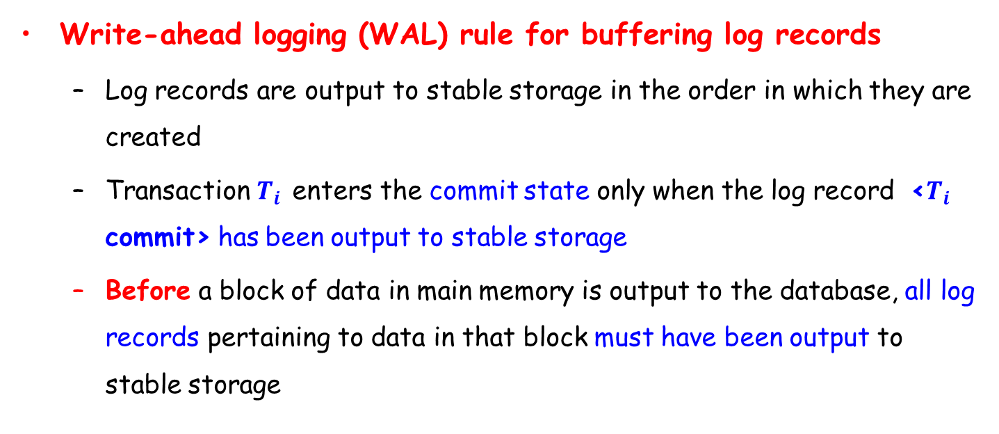 • Write-ahead logging (WAL) rule for buffering log records
– Log records are output to stable storage in the order in which they are
created
– Transaction Tᵢ enters the commit state only when the log record <Tᵢ
commit> has been output to stable storage
– Before a block of data in main memory is output to the database, all log
records pertaining to data in that block must have been output to
stable storage